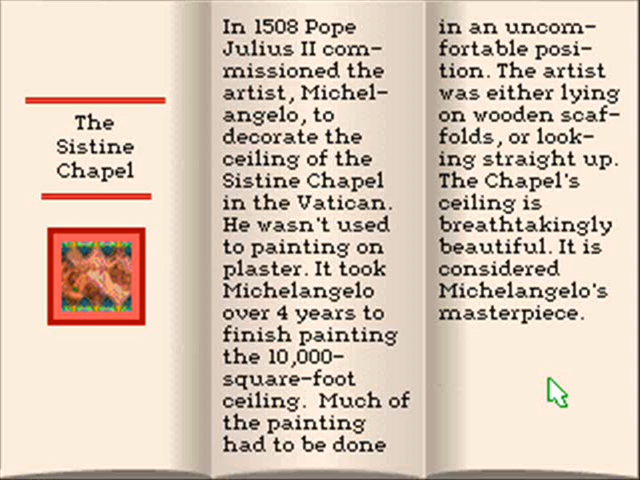 The
Sistine
Chapel
In 1508 Pope
Julius II com-
missioned the
artist, Michel-
angelo, to
decorate the
ceiling of the
Sistine Chapel
in the Vatican.
He wasn't used
to painting on
plaster. It took
Michelangelo
over 4 years to
finish painting
the 10,000-
square-foot
ceiling.  Much of
the painting
had to be done
in an uncom-
fortable posi-
tion. The artist
was either lying
on wooden scaf-
folds, or look-
ing straight up.
The Chapel's
ceiling is
breathtakingly
beautiful. It is
considered
Michelangelo's
masterpiece.